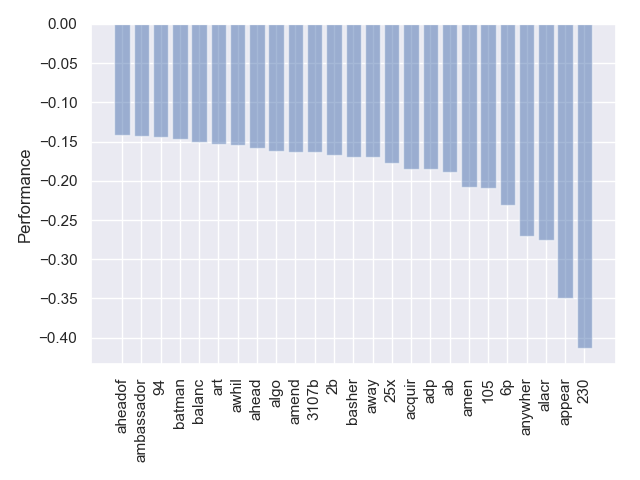 0.00
−0.05
−0.10
−0.15
−0.20
−0.25
−0.30
−0.35
−0.40
Performance
aheadof
ambassador
94
batman
balanc
art
awhil
ahead
algo
amend
3107b
2b
basher
away
25x
acquir
adp
ab
amen
105
6p
anywher
alacr
appear
230